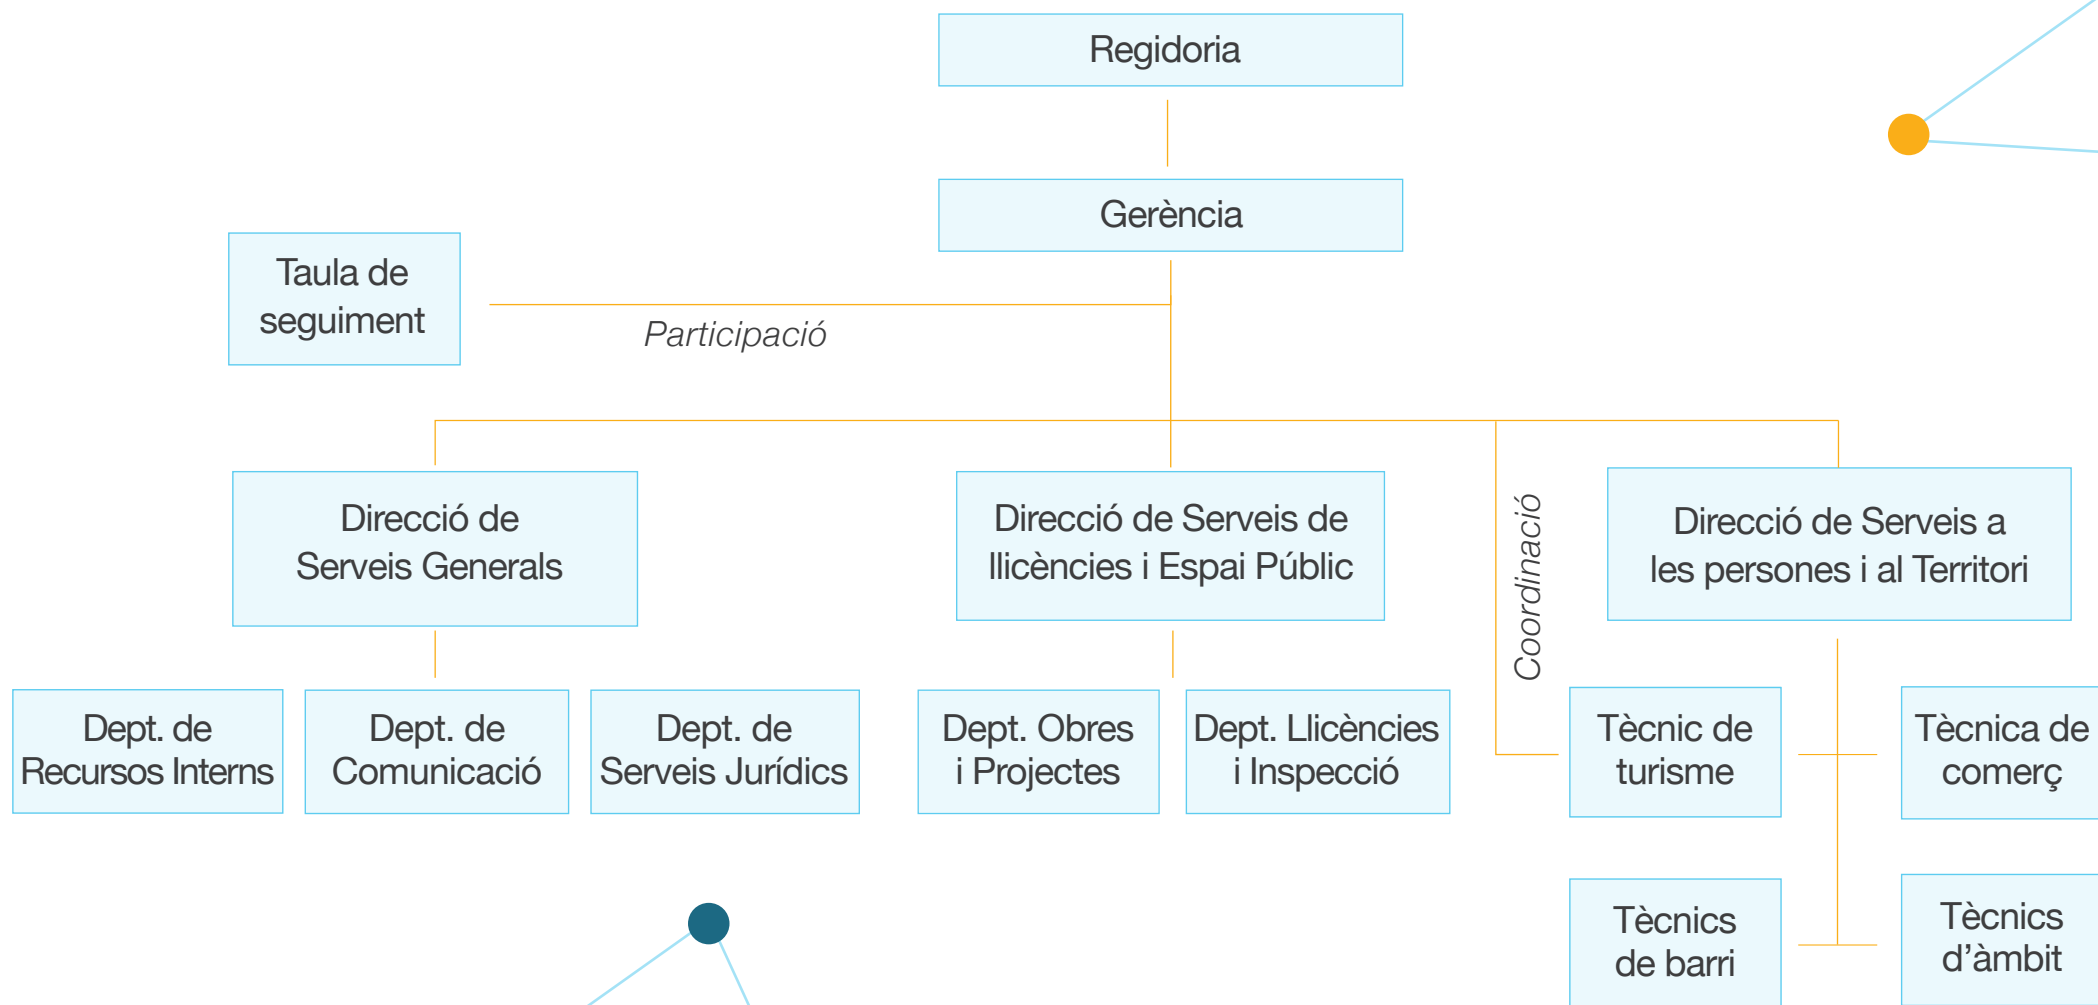 Regidoria
Gerència
Taula de
seguiment
Participació
Direcció de
Serveis Generals
Direcció de Serveis de
llicències i Espai Públic
Coordinació
Direcció de Serveis a
les persones i al Territori
Dept. de
Recursos Interns
Dept. de
Comunicació
Dept. de
Serveis Jurídics
Dept. Obres
i Projectes
Dept. Llicències
i Inspecció
Tècnic de
turisme
Tècnica de
comerç
Tècnics
de barri
Tècnics
d'àmbit